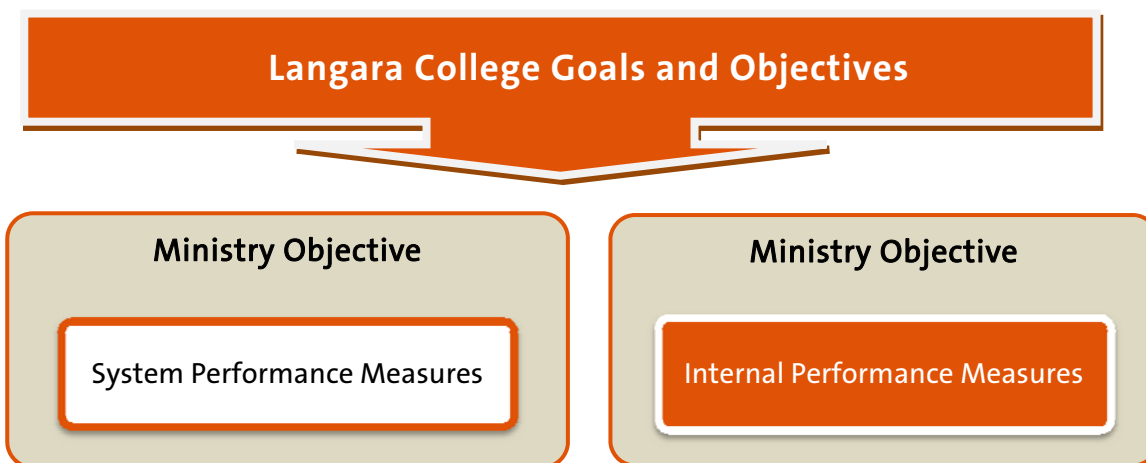 Langara College Goals and Objectives
Ministry Objective
System Performance Measures
Ministry Objective
Internal Performance Measures